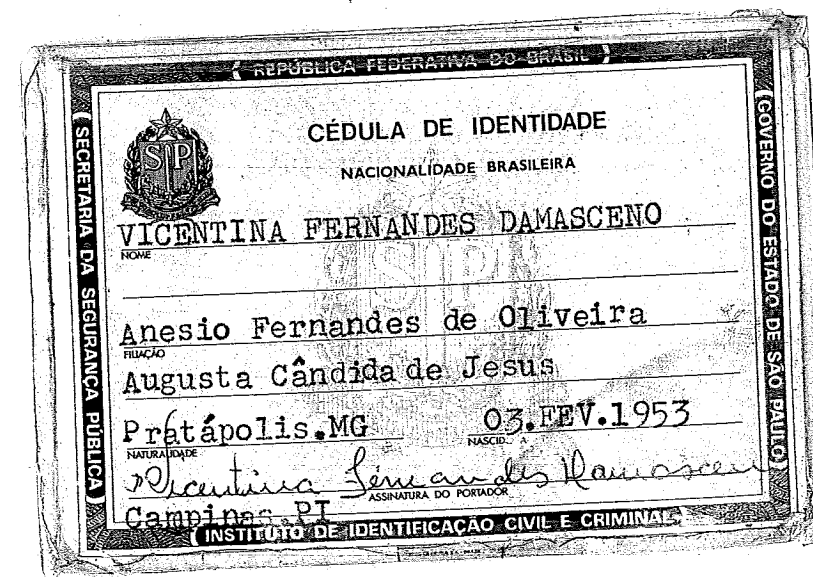 REPÚBLICA FEDERATIVA DO BRASIL
SECRETARIA DA SEGURANÇA PÚBLICA
GOVERNO DO ESTADO DE SÃO PAULO
CÉDULA DE IDENTIDADE
NACIONALIDADE BRASILEIRA
VICENTINA FERNANDES DAMASCENO
NOME
Anesio Fernandes de Oliveira
FILIAÇÃO
Augusta Cândida de Jesus
Pratápolis.MG 03.FEV.1953
NATURALIDADE NASCID. A
Vicentina Fernandes Damasceno
ASSINATURA DO PORTADOR
Campinas.PI
INSTITUTO DE IDENTIFICAÇÃO CIVIL E CRIMINAL